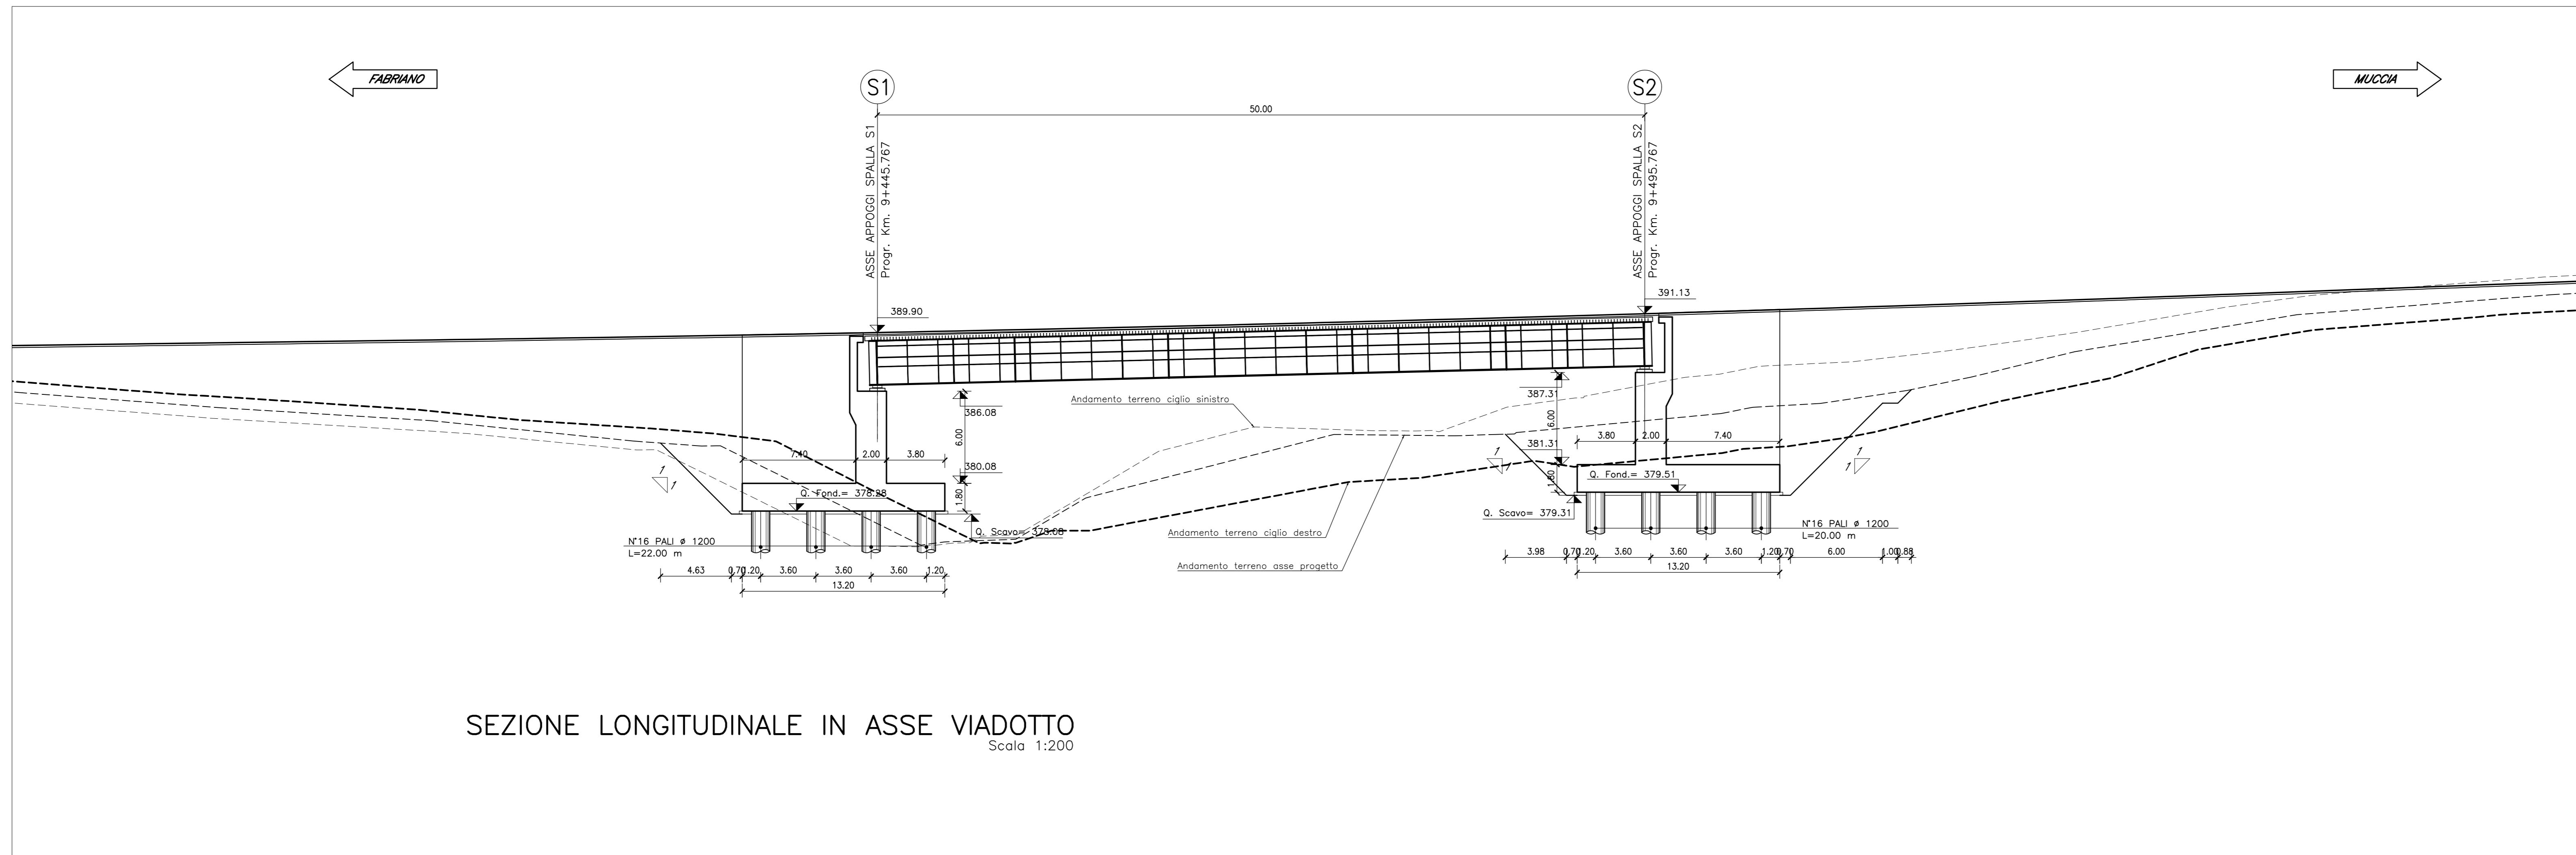 FABRIANO
S1
S2
MUCCIA
50.00
ASSE APPOGGI SPALLA S1
Progr. Km. 9+445.767
ASSE APPOGGI SPALLA S2
Progr. Km. 9+495.767
389.90
391.13
386.08
6.00
380.08
1.80
7.40
2.00
3.80
Q. Fond.= 378.28
Q. Scavo= 378.08
1
1
N°16 PALI ø 1200
L=22.00 m
4.63
0.70
1.20
3.60
3.60
3.60
1.20
13.20
Andamento terreno ciglio sinistro
Andamento terreno ciglio destro
Andamento terreno asse progetto
387.31
6.00
381.31
1.80
3.80
2.00
7.40
Q. Fond.= 379.51
Q. Scavo= 379.31
1
1
1
1
N°16 PALI ø 1200
L=20.00 m
3.98
0.70
1.20
3.60
3.60
3.60
1.20
0.70
6.00
1.00
0.88
13.20
SEZIONE LONGITUDINALE IN ASSE VIADOTTO
Scala 1:200